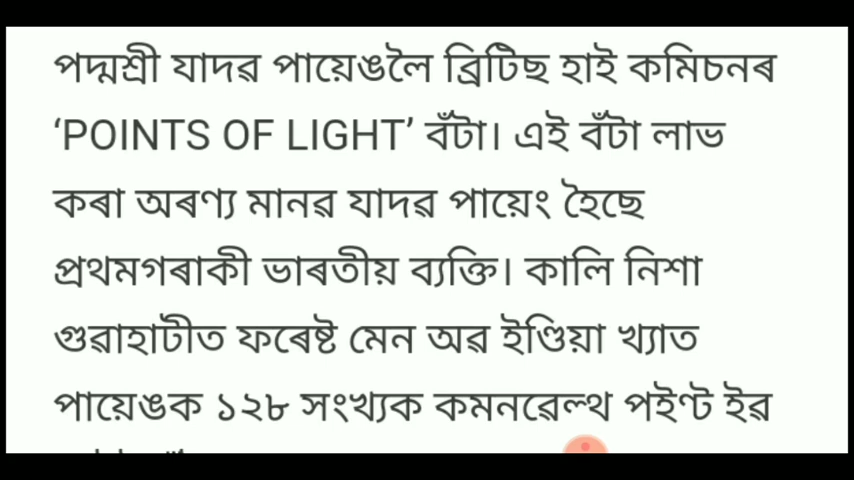 পদ্মশ্ৰী যাদৱ পায়েঙলৈ ব্ৰিটিছ হাই কমিচনৰ
‘POINTS OF LIGHT’ বঁটা। এই বঁটা লাভ
কৰা অৰণ্য মানৱ যাদৱ পায়েং হৈছে
প্ৰথমগৰাকী ভাৰতীয় ব্যক্তি। কালি নিশা
গুৱাহাটীত ফৰেষ্ট মেন অৱ ইণ্ডিয়া খ্যাত
পায়েঙক ১২৮ সংখ্যক কমনৱেল্থ পইণ্ট ইৱ